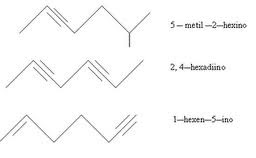 5 — metil —2—hexino
2, 4—hexadiino
1—hexen—5—ino